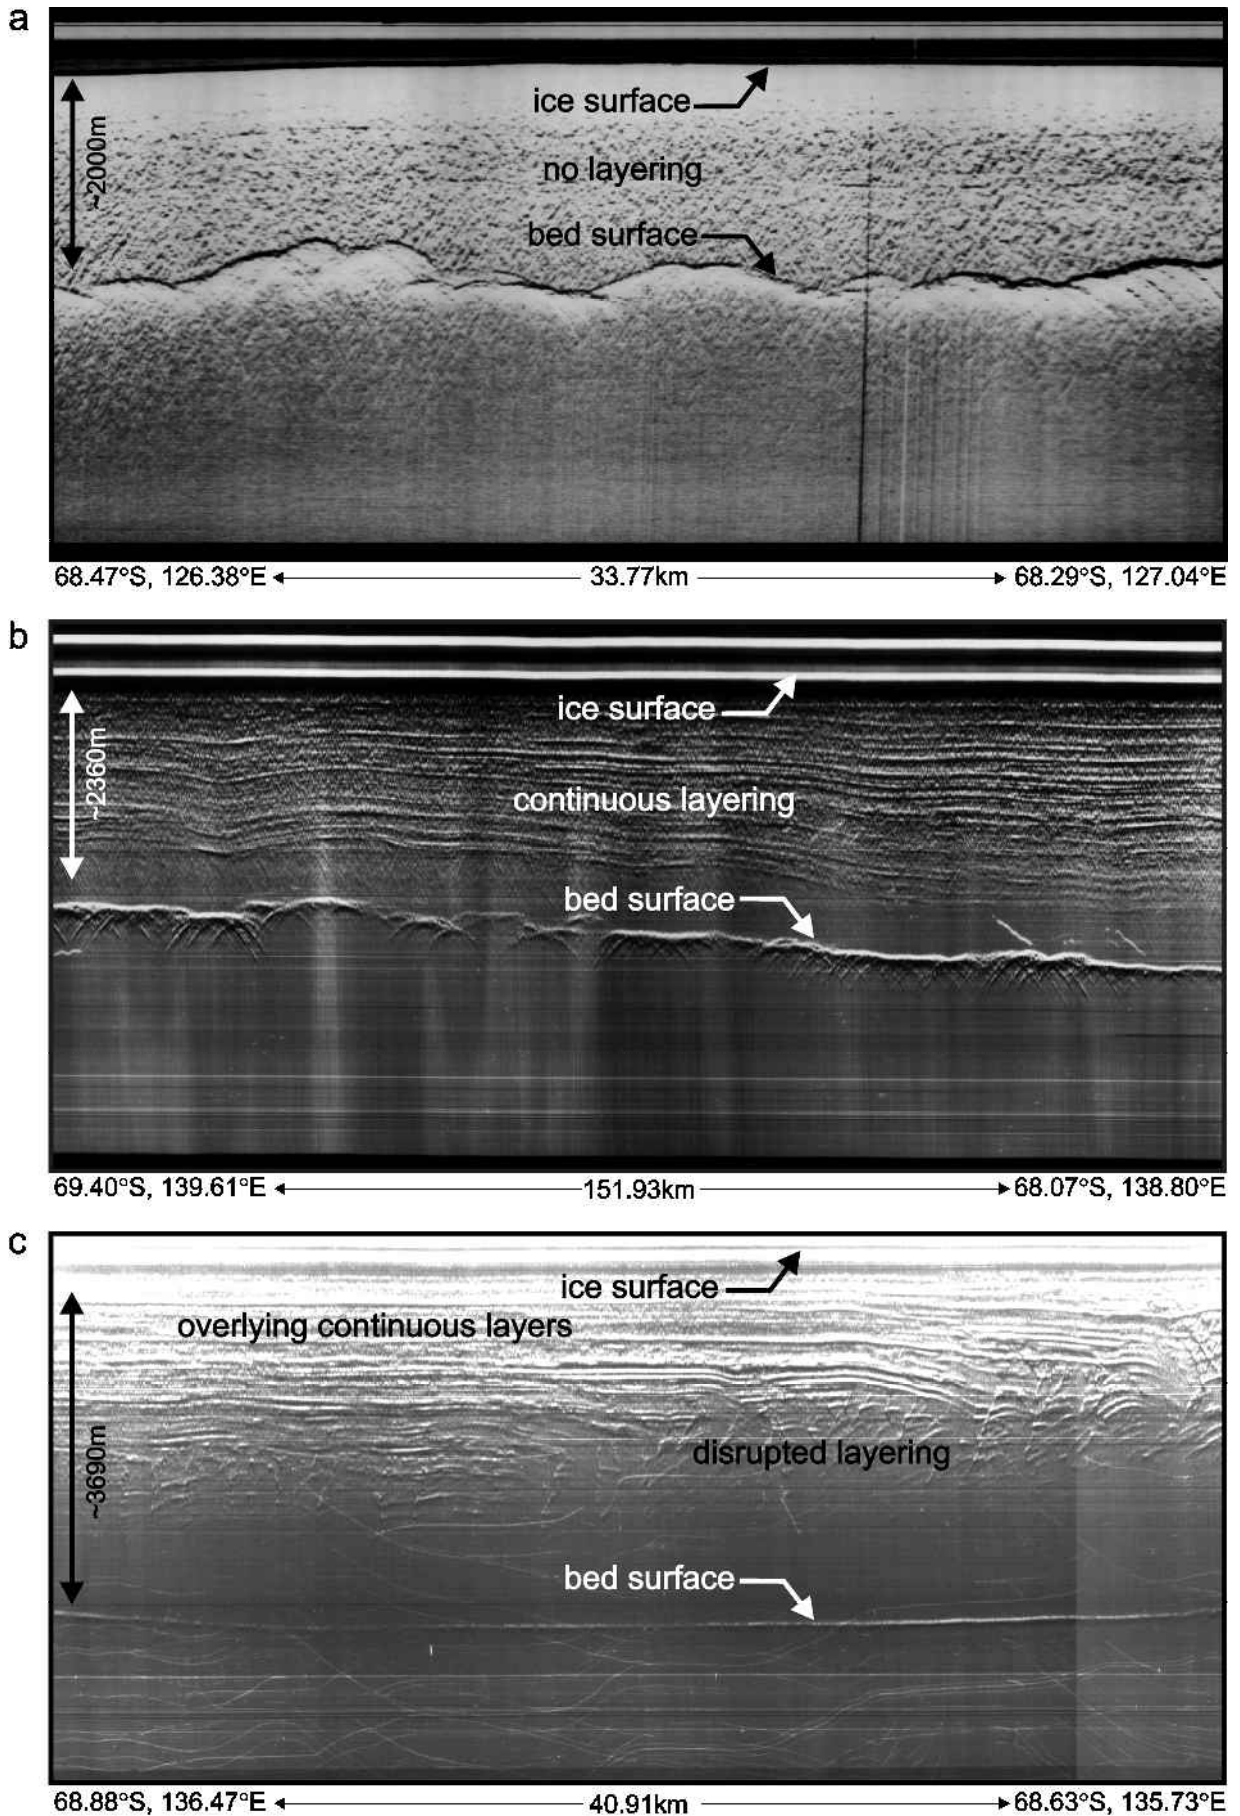 a
ice surface
~2000m
no layering
bed surface
68.47°S, 126.38°E 33.77km 68.29°S, 127.04°E
b
ice surface
~2360m
continuous layering
bed surface
69.40°S, 139.61°E 151.93km 68.07°S, 138.80°E
c
ice surface
overlying continuous layers
~3690m
disrupted layering
bed surface
68.88°S, 136.47°E 40.91km 68.63°S, 135.73°E